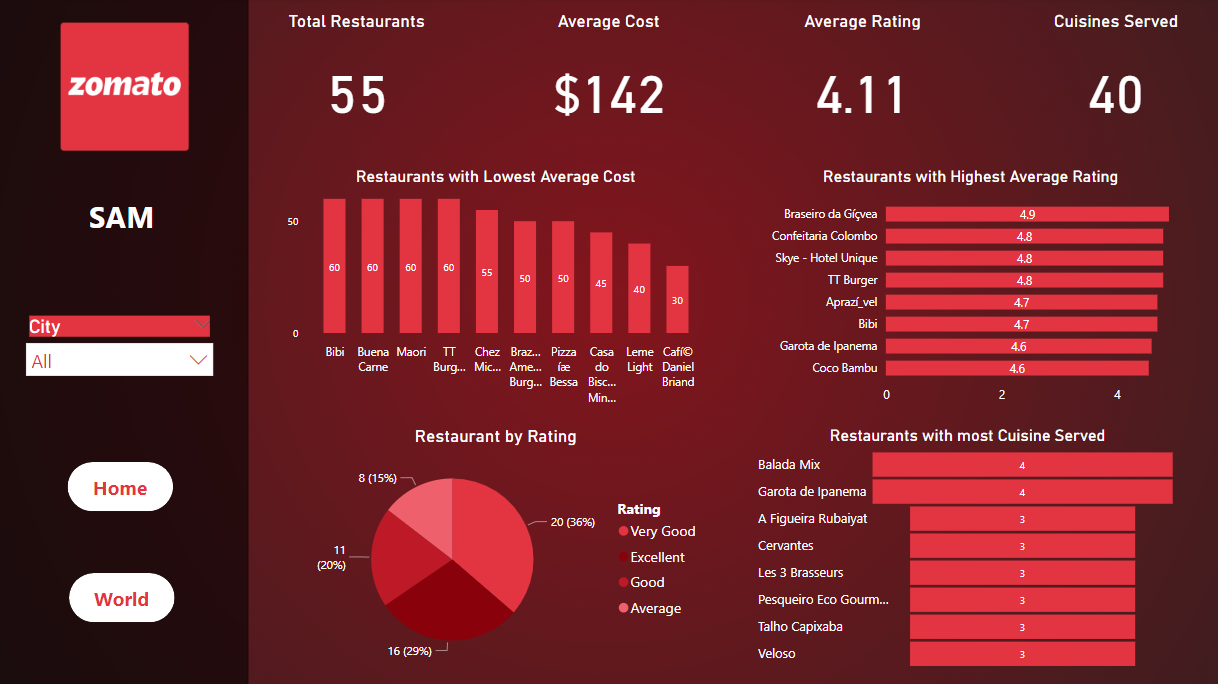 zomato
SAM
City
All
Home
World
Total Restaurants
55
Average Cost
$142
Average Rating
4.11
Cuisines Served
40
Restaurants with Lowest Average Cost
50
0
60
60
60
60
55
50
50
45
40
30
Bibi
Buena
Carne
Maori
TT
Burg...
Chez
Mic...
Braz...
Ame...
Burg...
Pizza
íæ
Bessa
Casa
do
Bisc...
Min...
Leme
Light
Cafí©
Daniel
Briand
Restaurants with Highest Average Rating
Braseiro da Gíçvea 4.9
Confeitaria Colombo 4.8
Skye - Hotel Unique 4.8
TT Burger 4.8
Aprazí_vel 4.7
Bibi 4.7
Garota de Ipanema 4.6
Coco Bambu 4.6
0 2 4
Restaurant by Rating
8 (15%)
20 (36%)
11
(20%)
16 (29%)
Rating
Very Good
Excellent
Good
Average
Restaurants with most Cuisine Served
Balada Mix 4
Garota de Ipanema 4
A Figueira Rubaiyat 3
Cervantes 3
Les 3 Brasseurs 3
Pesqueiro Eco Gourm... 3
Talho Capixaba 3
Veloso 3